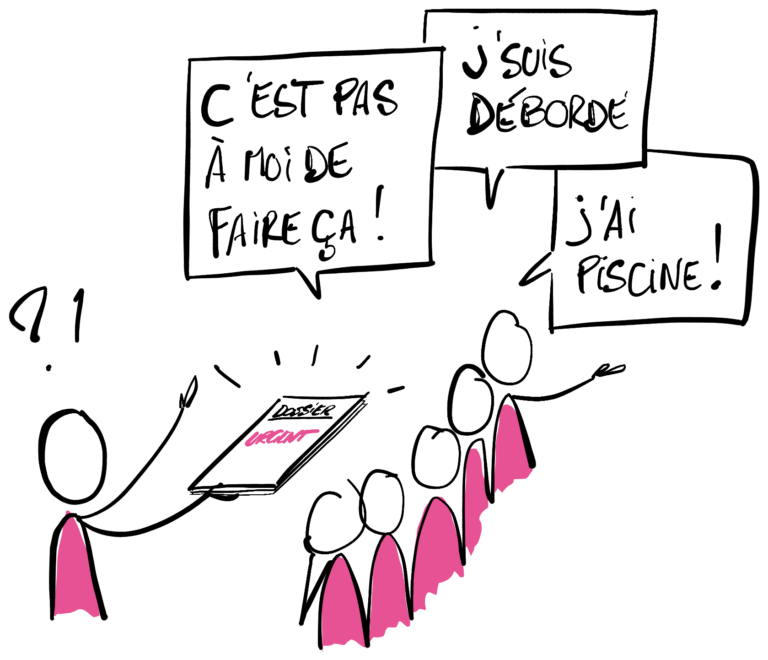 C'EST PAS
À MOI DE
FAIRE ÇA !
J'SUIS
DÉBORDÉ
J'AI
PISCINE !
? !
DOSSIER
URGENT